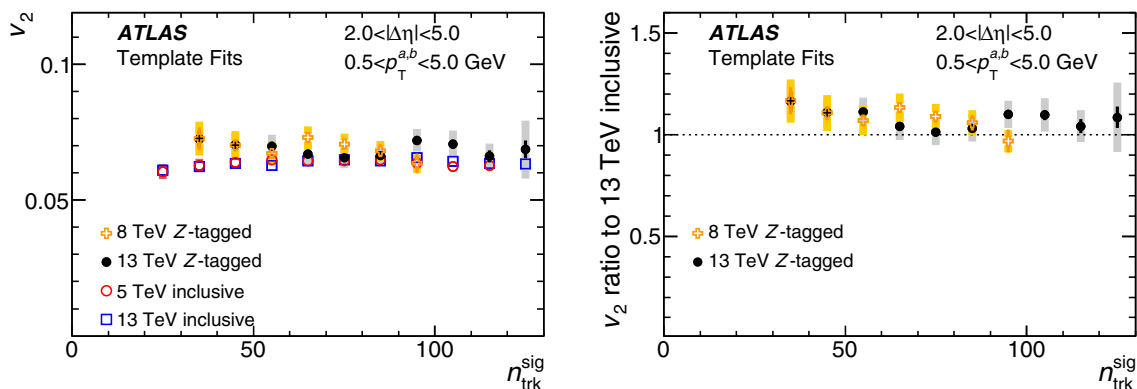 v2
0.1
0.05
ATLAS
Template Fits
2.0<|Δη|<5.0
0.5<p_T^{a,b}<5.0 GeV
8 TeV Z-tagged
13 TeV Z-tagged
5 TeV inclusive
13 TeV inclusive
0 50 100
n_trk^sig
v2 ratio to 13 TeV inclusive
1.5
1
0.5
ATLAS
Template Fits
2.0<|Δη|<5.0
0.5<p_T^{a,b}<5.0 GeV
8 TeV Z-tagged
13 TeV Z-tagged
0 50 100
n_trk^sig